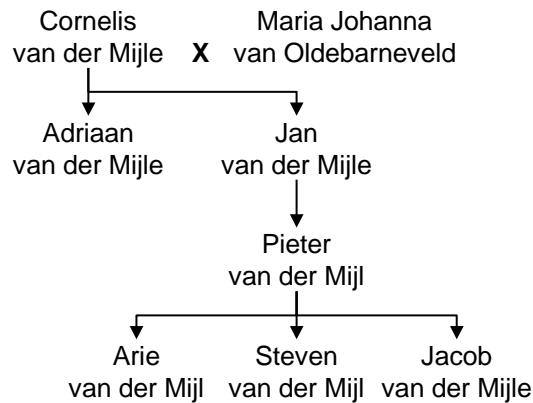 Cornelis
van der Mijle
X
Maria Johanna
van Oldebarneveld
Adriaan
van der Mijle
Jan
van der Mijle
Pieter
van der Mijl
Arie
van der Mijl
Steven
van der Mijl
Jacob
van der Mijle